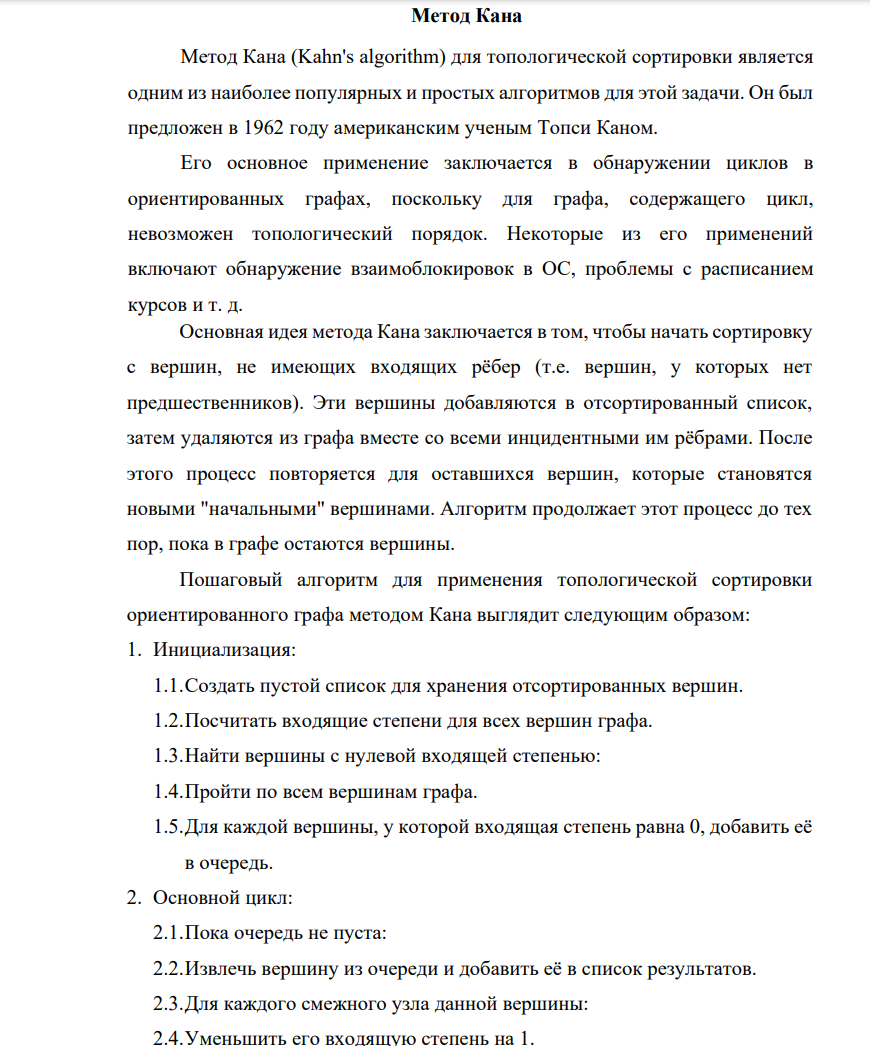 Метод Кана
Метод Кана (Kahn's algorithm) для топологической сортировки является
одним из наиболее популярных и простых алгоритмов для этой задачи. Он был
предложен в 1962 году американским ученым Топси Каном.
Его основное применение заключается в обнаружении циклов в
ориентированных графах, поскольку для графа, содержащего цикл,
невозможен топологический порядок. Некоторые из его применений
включают обнаружение взаимоблокировок в ОС, проблемы с расписанием
курсов и т. д.
Основная идея метода Кана заключается в том, чтобы начать сортировку
с вершин, не имеющих входящих рёбер (т.е. вершин, у которых нет
предшественников). Эти вершины добавляются в отсортированный список,
затем удаляются из графа вместе со всеми инцидентными им рёбрами. После
этого процесс повторяется для оставшихся вершин, которые становятся
новыми "начальными" вершинами. Алгоритм продолжает этот процесс до тех
пор, пока в графе остаются вершины.
Пошаговый алгоритм для применения топологической сортировки
ориентированного графа методом Кана выглядит следующим образом:
1. Инициализация:
1.1.Создать пустой список для хранения отсортированных вершин.
1.2.Посчитать входящие степени для всех вершин графа.
1.3.Найти вершины с нулевой входящей степенью:
1.4.Пройти по всем вершинам графа.
1.5.Для каждой вершины, у которой входящая степень равна 0, добавить её
в очередь.
2. Основной цикл:
2.1.Пока очередь не пуста:
2.2.Извлечь вершину из очереди и добавить её в список результатов.
2.3.Для каждого смежного узла данной вершины:
2.4.Уменьшить его входящую степень на 1.